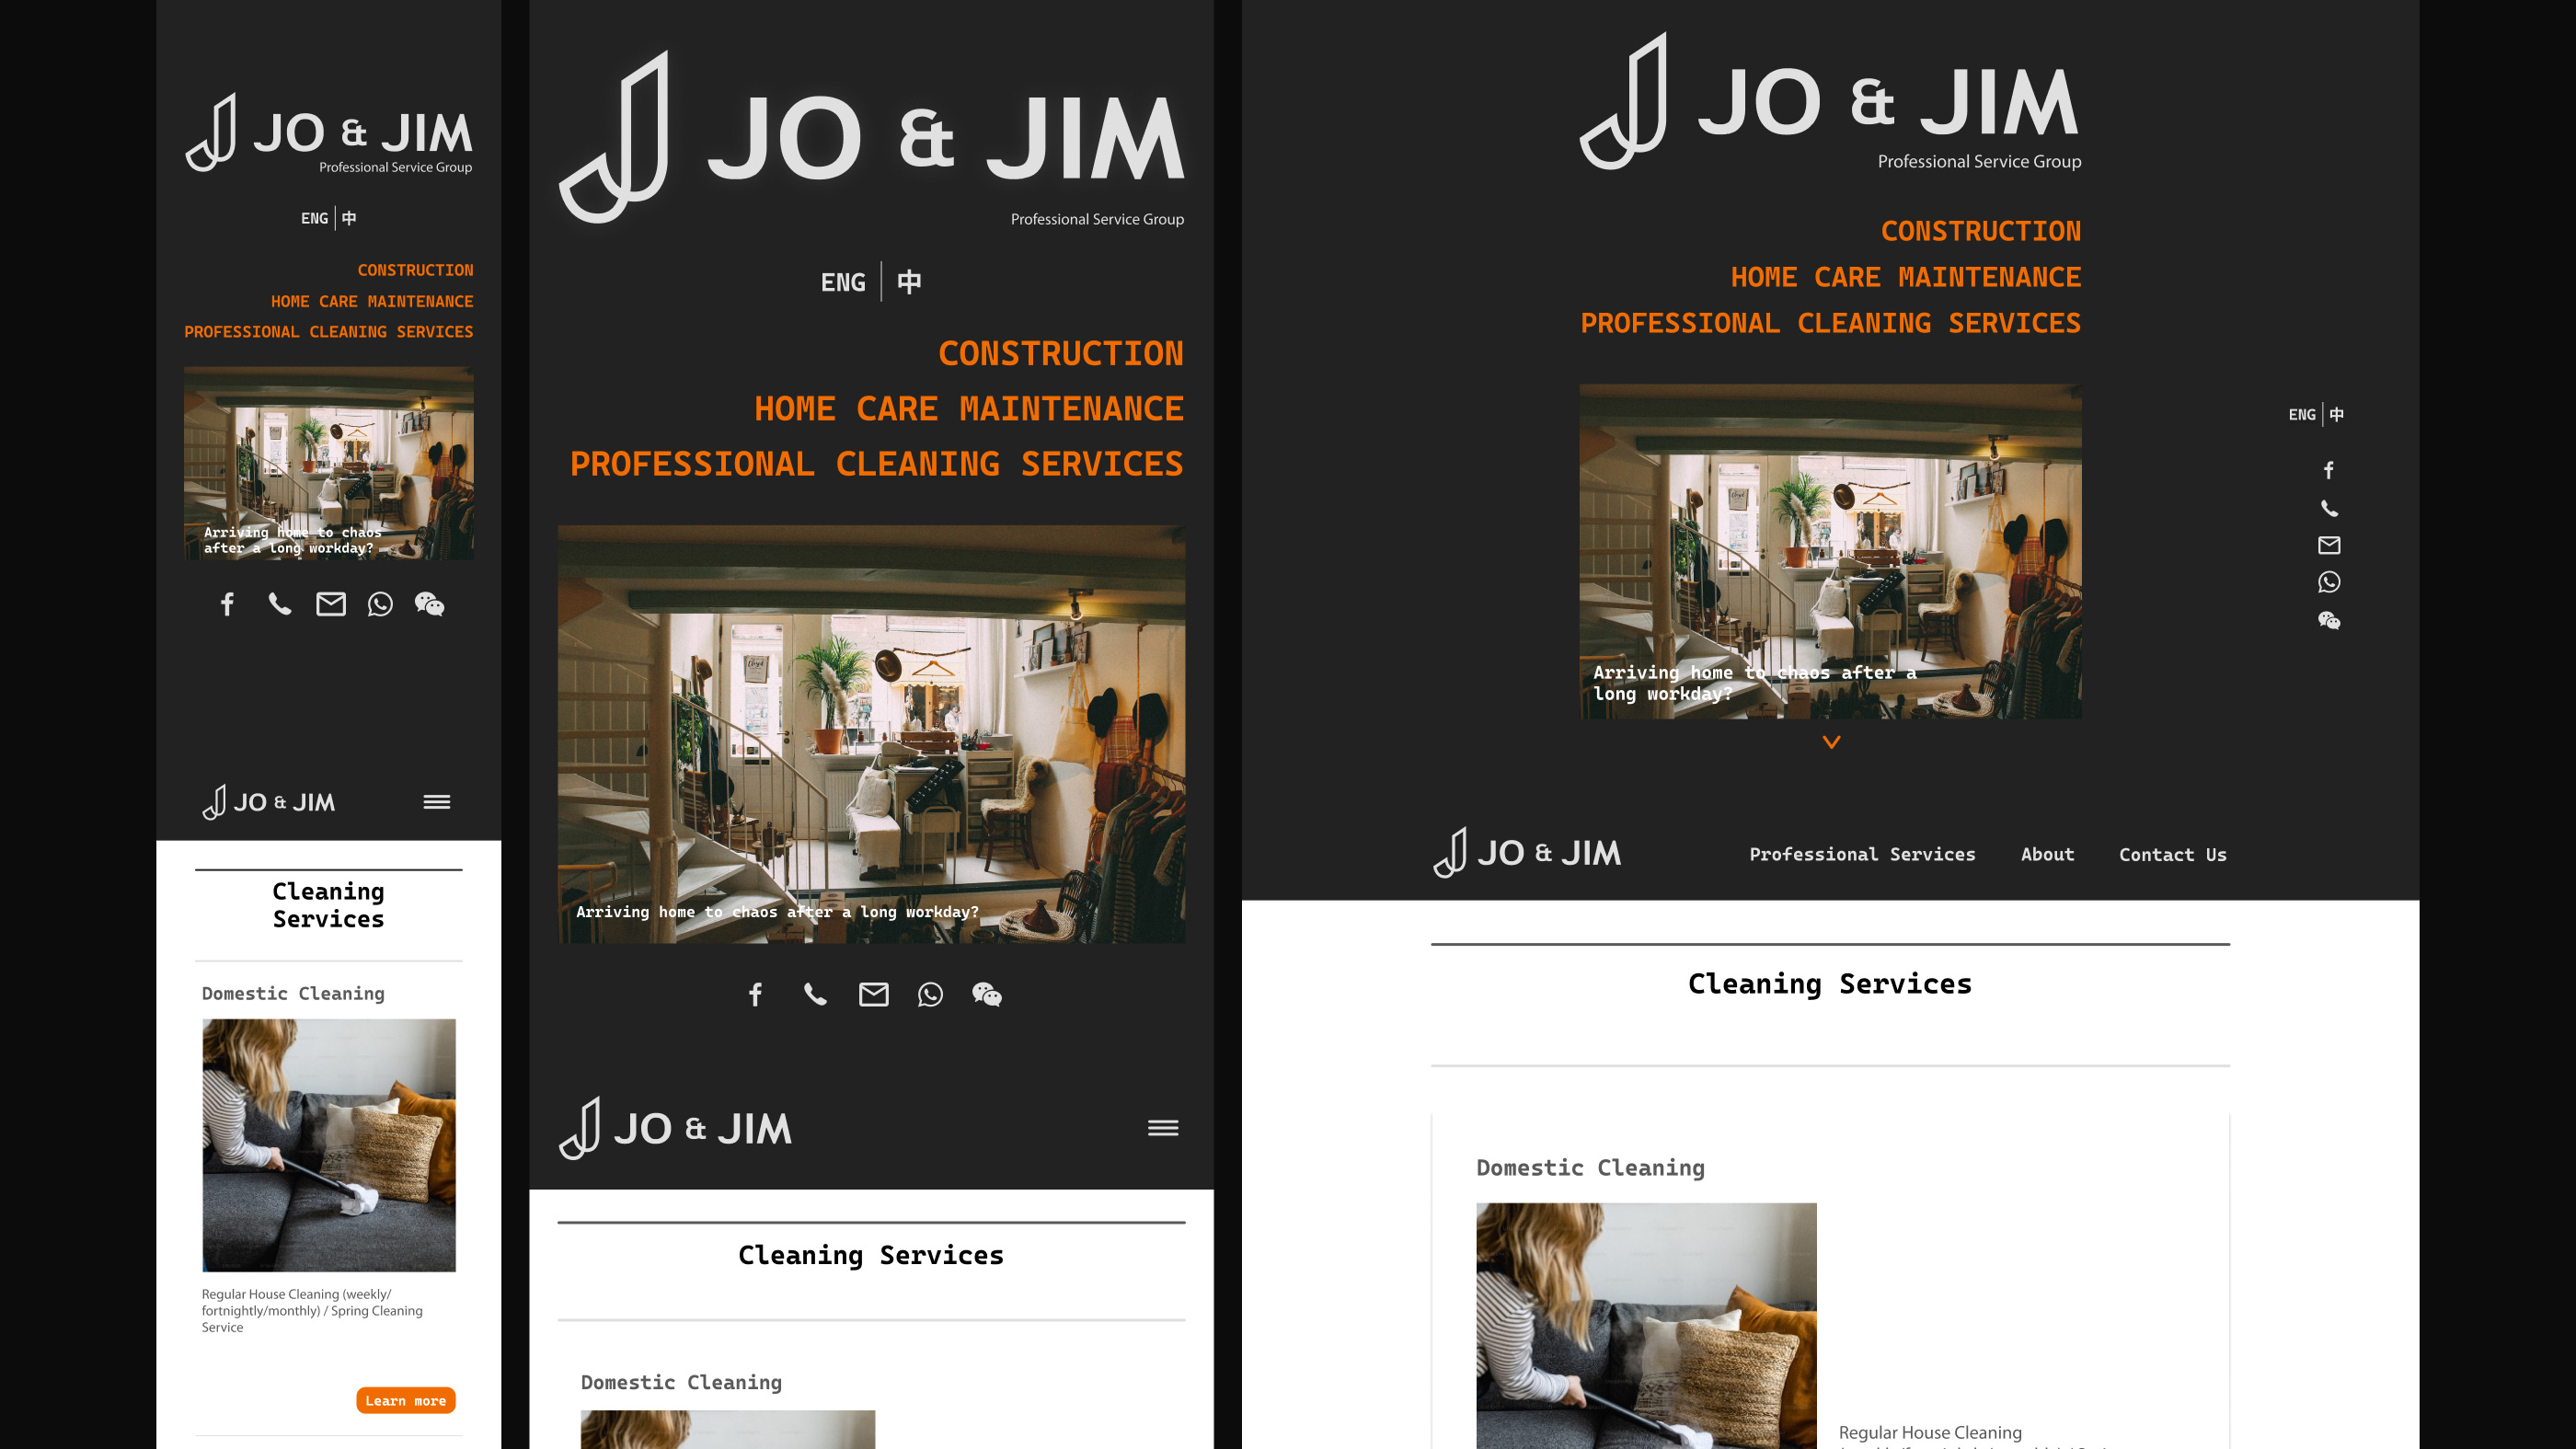 JO & JIM
Professional Service Group
ENG 中
CONSTRUCTION
HOME CARE MAINTENANCE
PROFESSIONAL CLEANING SERVICES
Arriving home to chaos
after a long workday?
JO & JIM
Cleaning
Services
Domestic Cleaning
Regular House Cleaning (weekly/
fortnightly/monthly) / Spring Cleaning
Service
Learn more
JO & JIM
Professional Service Group
ENG 中
CONSTRUCTION
HOME CARE MAINTENANCE
PROFESSIONAL CLEANING SERVICES
Arriving home to chaos after a long workday?
JO & JIM
Cleaning Services
Domestic Cleaning
JO & JIM
Professional Service Group
CONSTRUCTION
HOME CARE MAINTENANCE
PROFESSIONAL CLEANING SERVICES
ENG 中
Arriving home to chaos after a
long workday?
JO & JIM
Professional Services About Contact Us
Cleaning Services
Domestic Cleaning
Regular House Cleaning